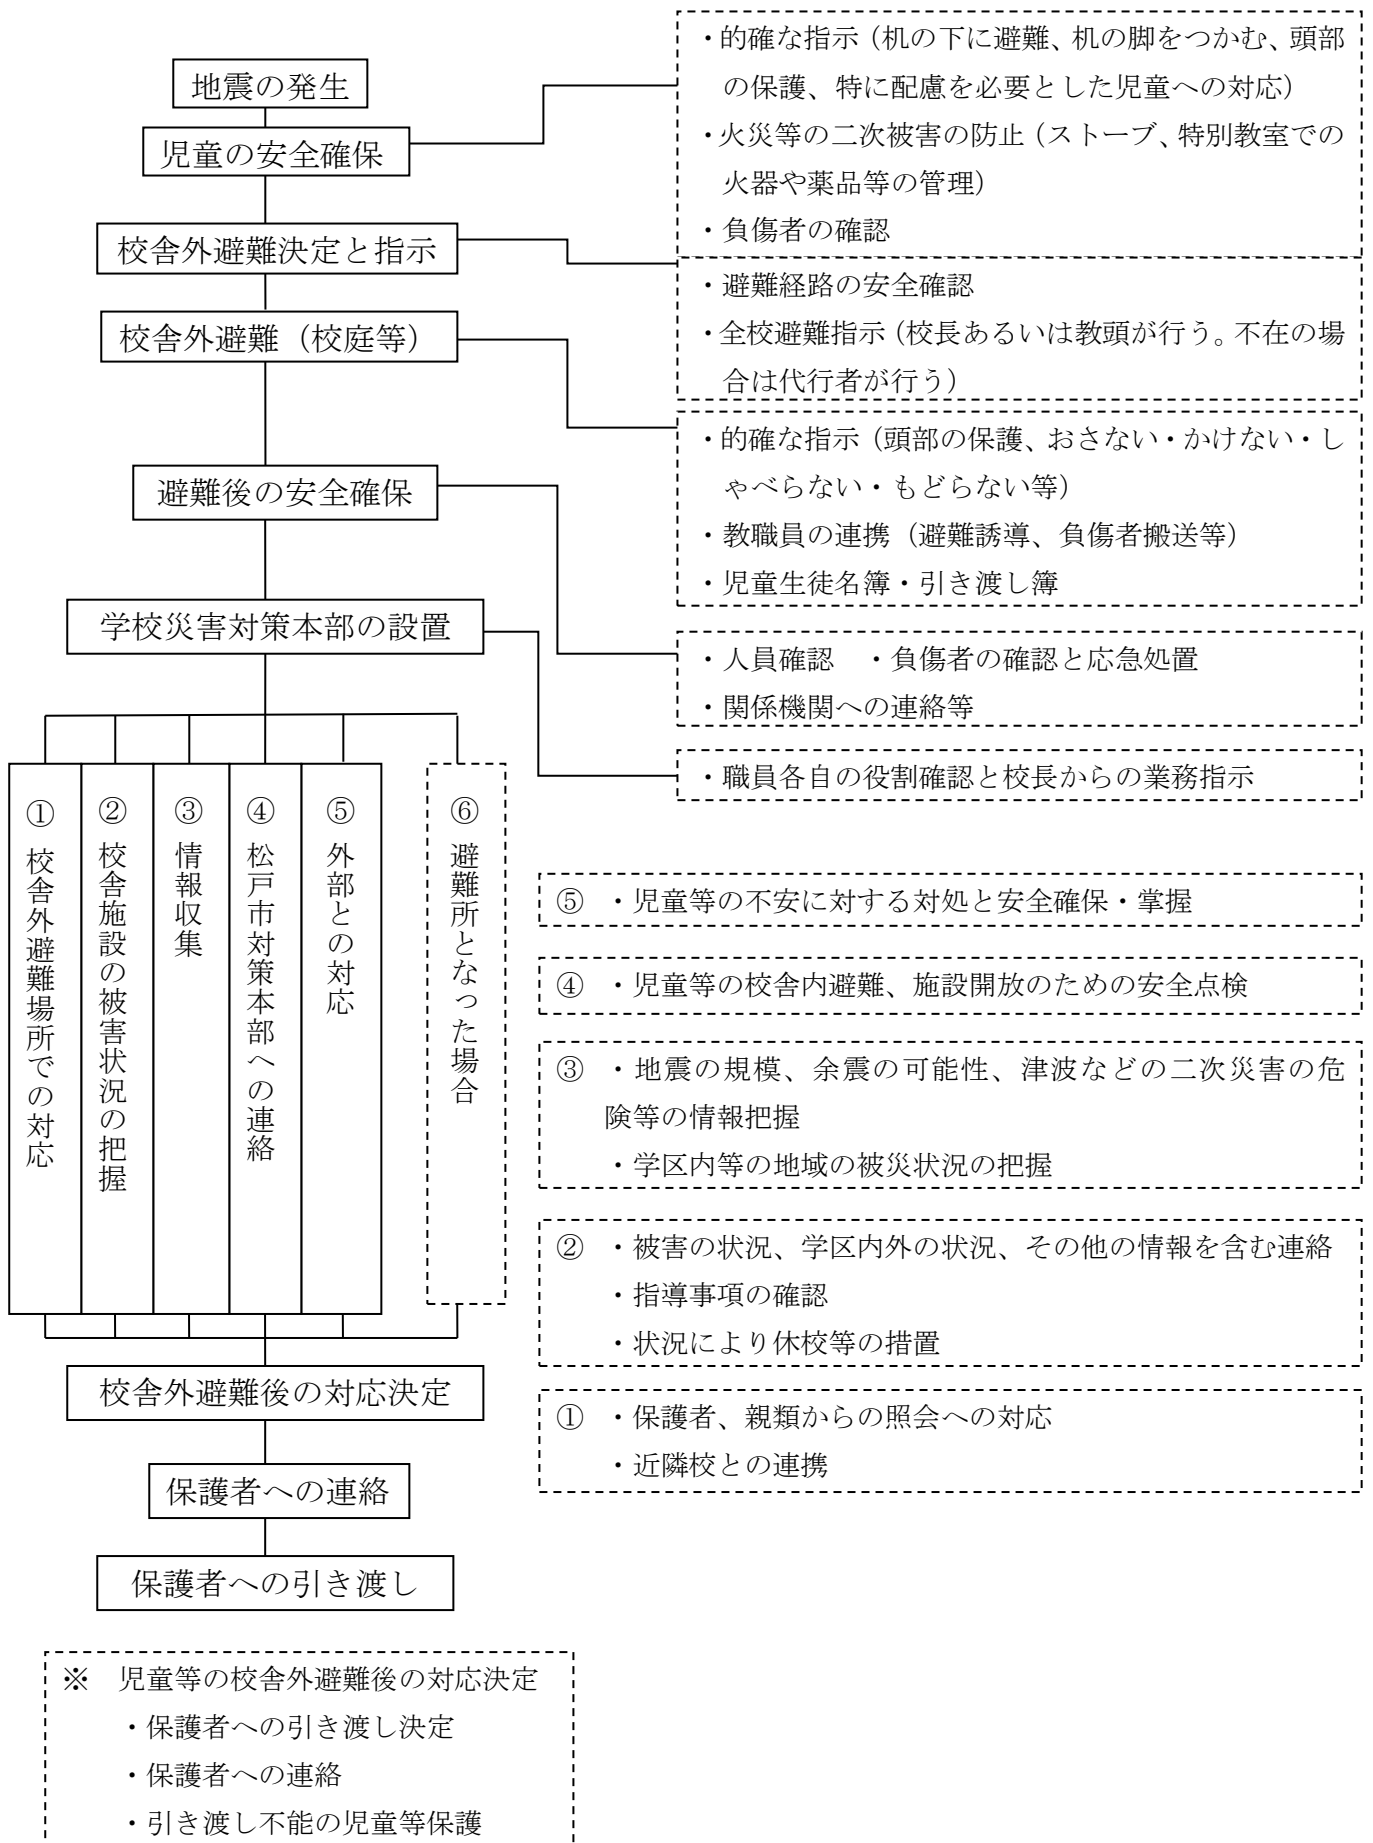 地震の発生
児童の安全確保
校舎外避難決定と指示
校舎外避難（校庭等）
避難後の安全確保
学校災害対策本部の設置
・的確な指示（机の下に避難、机の脚をつかむ、頭部
の保護、特に配慮を必要とした児童への対応）
・火災等の二次被害の防止（ストーブ、特別教室での
火器や薬品等の管理）
・負傷者の確認
・避難経路の安全確認
・全校避難指示（校長あるいは教頭が行う。不在の場
合は代行者が行う）
・的確な指示（頭部の保護、おさない・かけない・し
ゃべらない・もどらない等）
・教職員の連携（避難誘導、負傷者搬送等）
・児童生徒名簿・引き渡し簿
・人員確認　・負傷者の確認と応急処置
・関係機関への連絡等
・職員各自の役割確認と校長からの業務指示
① 校舎外避難場所での対応
② 校舎施設の被害状況の把握
③ 情報収集
④ 松戸市対策本部への連絡
⑤ 外部との対応
⑥ 避難所となった場合
⑤　・児童等の不安に対する対処と安全確保・掌握
④　・児童等の校舎内避難、施設開放のための安全点検
③　・地震の規模、余震の可能性、津波などの二次災害の危
険等の情報把握
・学区内等の地域の被災状況の把握
②　・被害の状況、学区内外の状況、その他の情報を含む連絡
・指導事項の確認
・状況により休校等の措置
①　・保護者、親類からの照会への対応
・近隣校との連携
校舎外避難後の対応決定
保護者への連絡
保護者への引き渡し
※　児童等の校舎外避難後の対応決定
・保護者への引き渡し決定
・保護者への連絡
・引き渡し不能の児童等保護